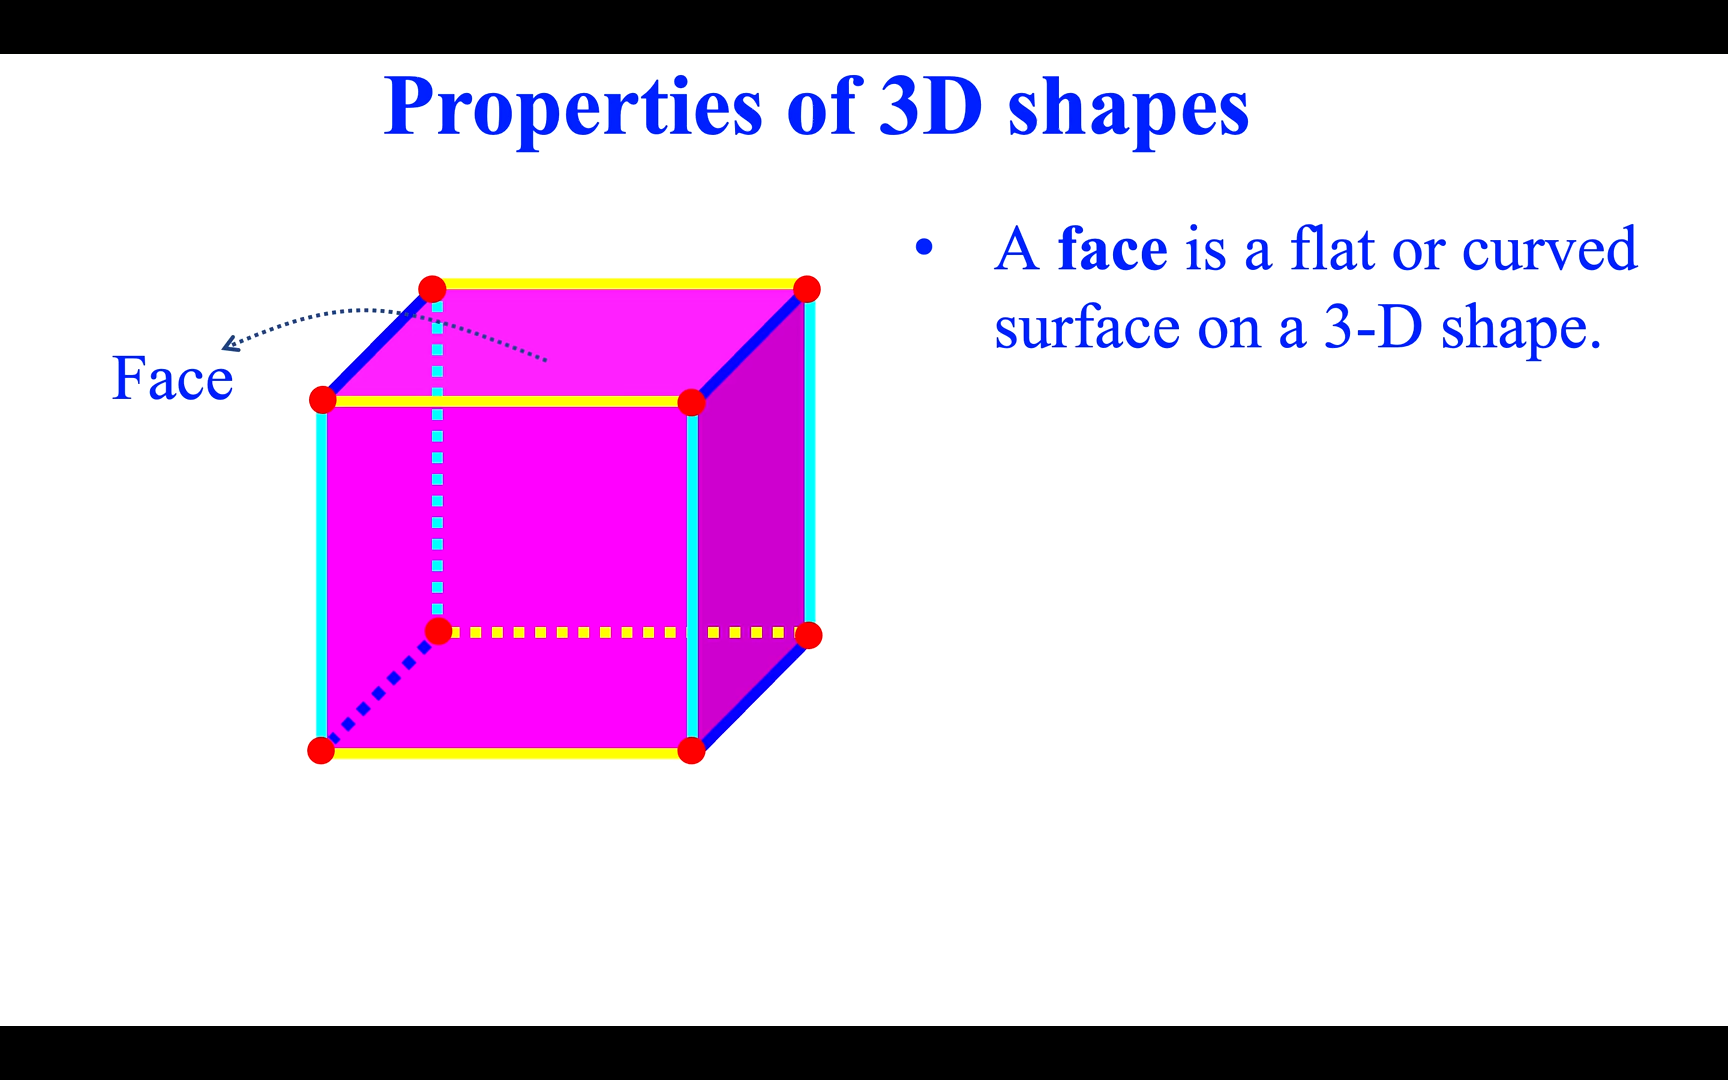 Properties of 3D shapes
• A face is a flat or curved
surface on a 3-D shape.
Face